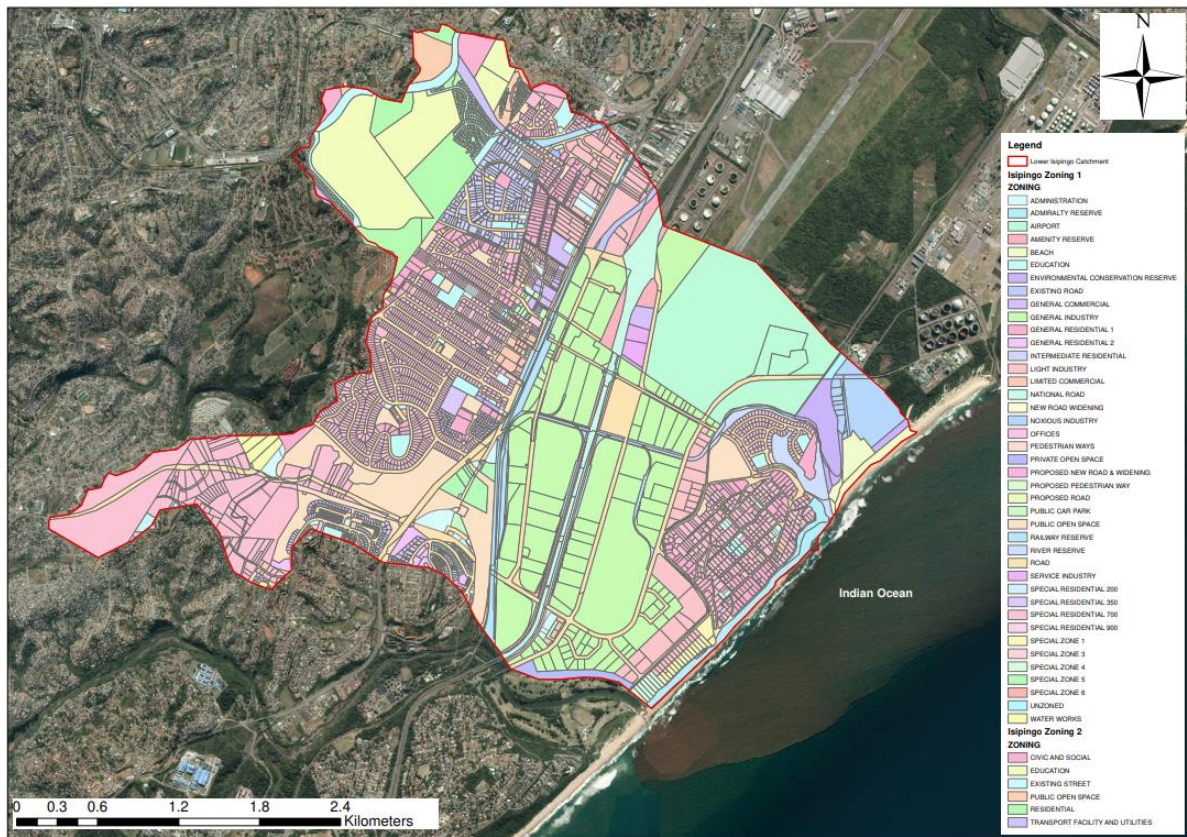 N
Legend
Lower Isipingo Catchment
Isipingo Zoning 1
ZONING
ADMINISTRATION
ADMIRALTY RESERVE
AIRPORT
AMENITY RESERVE
BEACH
EDUCATION
ENVIRONMENTAL CONSERVATION RESERVE
EXISTING ROAD
GENERAL COMMERCIAL
GENERAL INDUSTRY
GENERAL RESIDENTIAL 1
GENERAL RESIDENTIAL 2
INTERMEDIATE RESIDENTIAL
LIGHT INDUSTRY
LIMITED COMMERCIAL
NATIONAL ROAD
NEW ROAD WIDENING
NOXIOUS INDUSTRY
OFFICES
PEDESTRIAN WAYS
PRIVATE OPEN SPACE
PROPOSED NEW ROAD & WIDENING
PROPOSED PEDESTRIAN WAY
PROPOSED ROAD
PUBLIC CAR PARK
PUBLIC OPEN SPACE
RAILWAY RESERVE
RIVER RESERVE
ROAD
SERVICE INDUSTRY
SPECIAL RESIDENTIAL 200
SPECIAL RESIDENTIAL 350
SPECIAL RESIDENTIAL 700
SPECIAL RESIDENTIAL 900
SPECIAL ZONE 1
SPECIAL ZONE 3
SPECIAL ZONE 4
SPECIAL ZONE 5
SPECIAL ZONE 6
UNZONED
WATER WORKS
Isipingo Zoning 2
ZONING
CIVIC AND SOCIAL
EDUCATION
EXISTING STREET
PUBLIC OPEN SPACE
RESIDENTIAL
TRANSPORT FACILITY AND UTILITIES
Indian Ocean
0 0.3 0.6 1.2 1.8 2.4
Kilometers